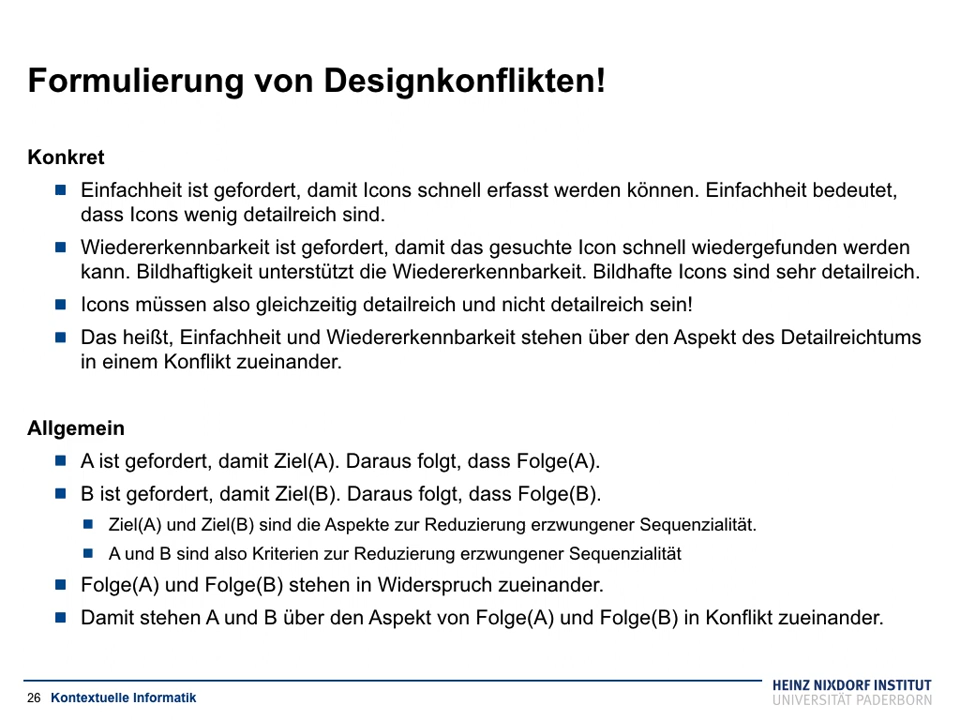 Formulierung von Designkonflikten!
Konkret
Einfachheit ist gefordert, damit Icons schnell erfasst werden können. Einfachheit bedeutet,
dass Icons wenig detailreich sind.
Wiedererkennbarkeit ist gefordert, damit das gesuchte Icon schnell wiedergefunden werden
kann. Bildhaftigkeit unterstützt die Wiedererkennbarkeit. Bildhafte Icons sind sehr detailreich.
Icons müssen also gleichzeitig detailreich und nicht detailreich sein!
Das heißt, Einfachheit und Wiedererkennbarkeit stehen über den Aspekt des Detailreichtums
in einem Konflikt zueinander.
Allgemein
A ist gefordert, damit Ziel(A). Daraus folgt, dass Folge(A).
B ist gefordert, damit Ziel(B). Daraus folgt, dass Folge(B).
Ziel(A) und Ziel(B) sind die Aspekte zur Reduzierung erzwungener Sequenzialität.
A und B sind also Kriterien zur Reduzierung erzwungener Sequenzialität
Folge(A) und Folge(B) stehen in Widerspruch zueinander.
Damit stehen A und B über den Aspekt von Folge(A) und Folge(B) in Konflikt zueinander.
26 Kontextuelle Informatik
HEINZ NIXDORF INSTITUT
UNIVERSITÄT PADERBORN